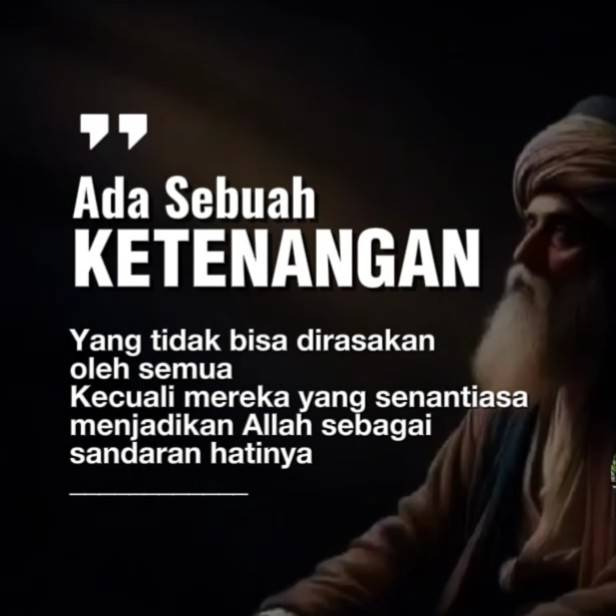 Ada Sebuah
KETENANGAN
Yang tidak bisa dirasakan
oleh semua
Kecuali mereka yang senantiasa
menjadikan Allah sebagai
sandaran hatinya